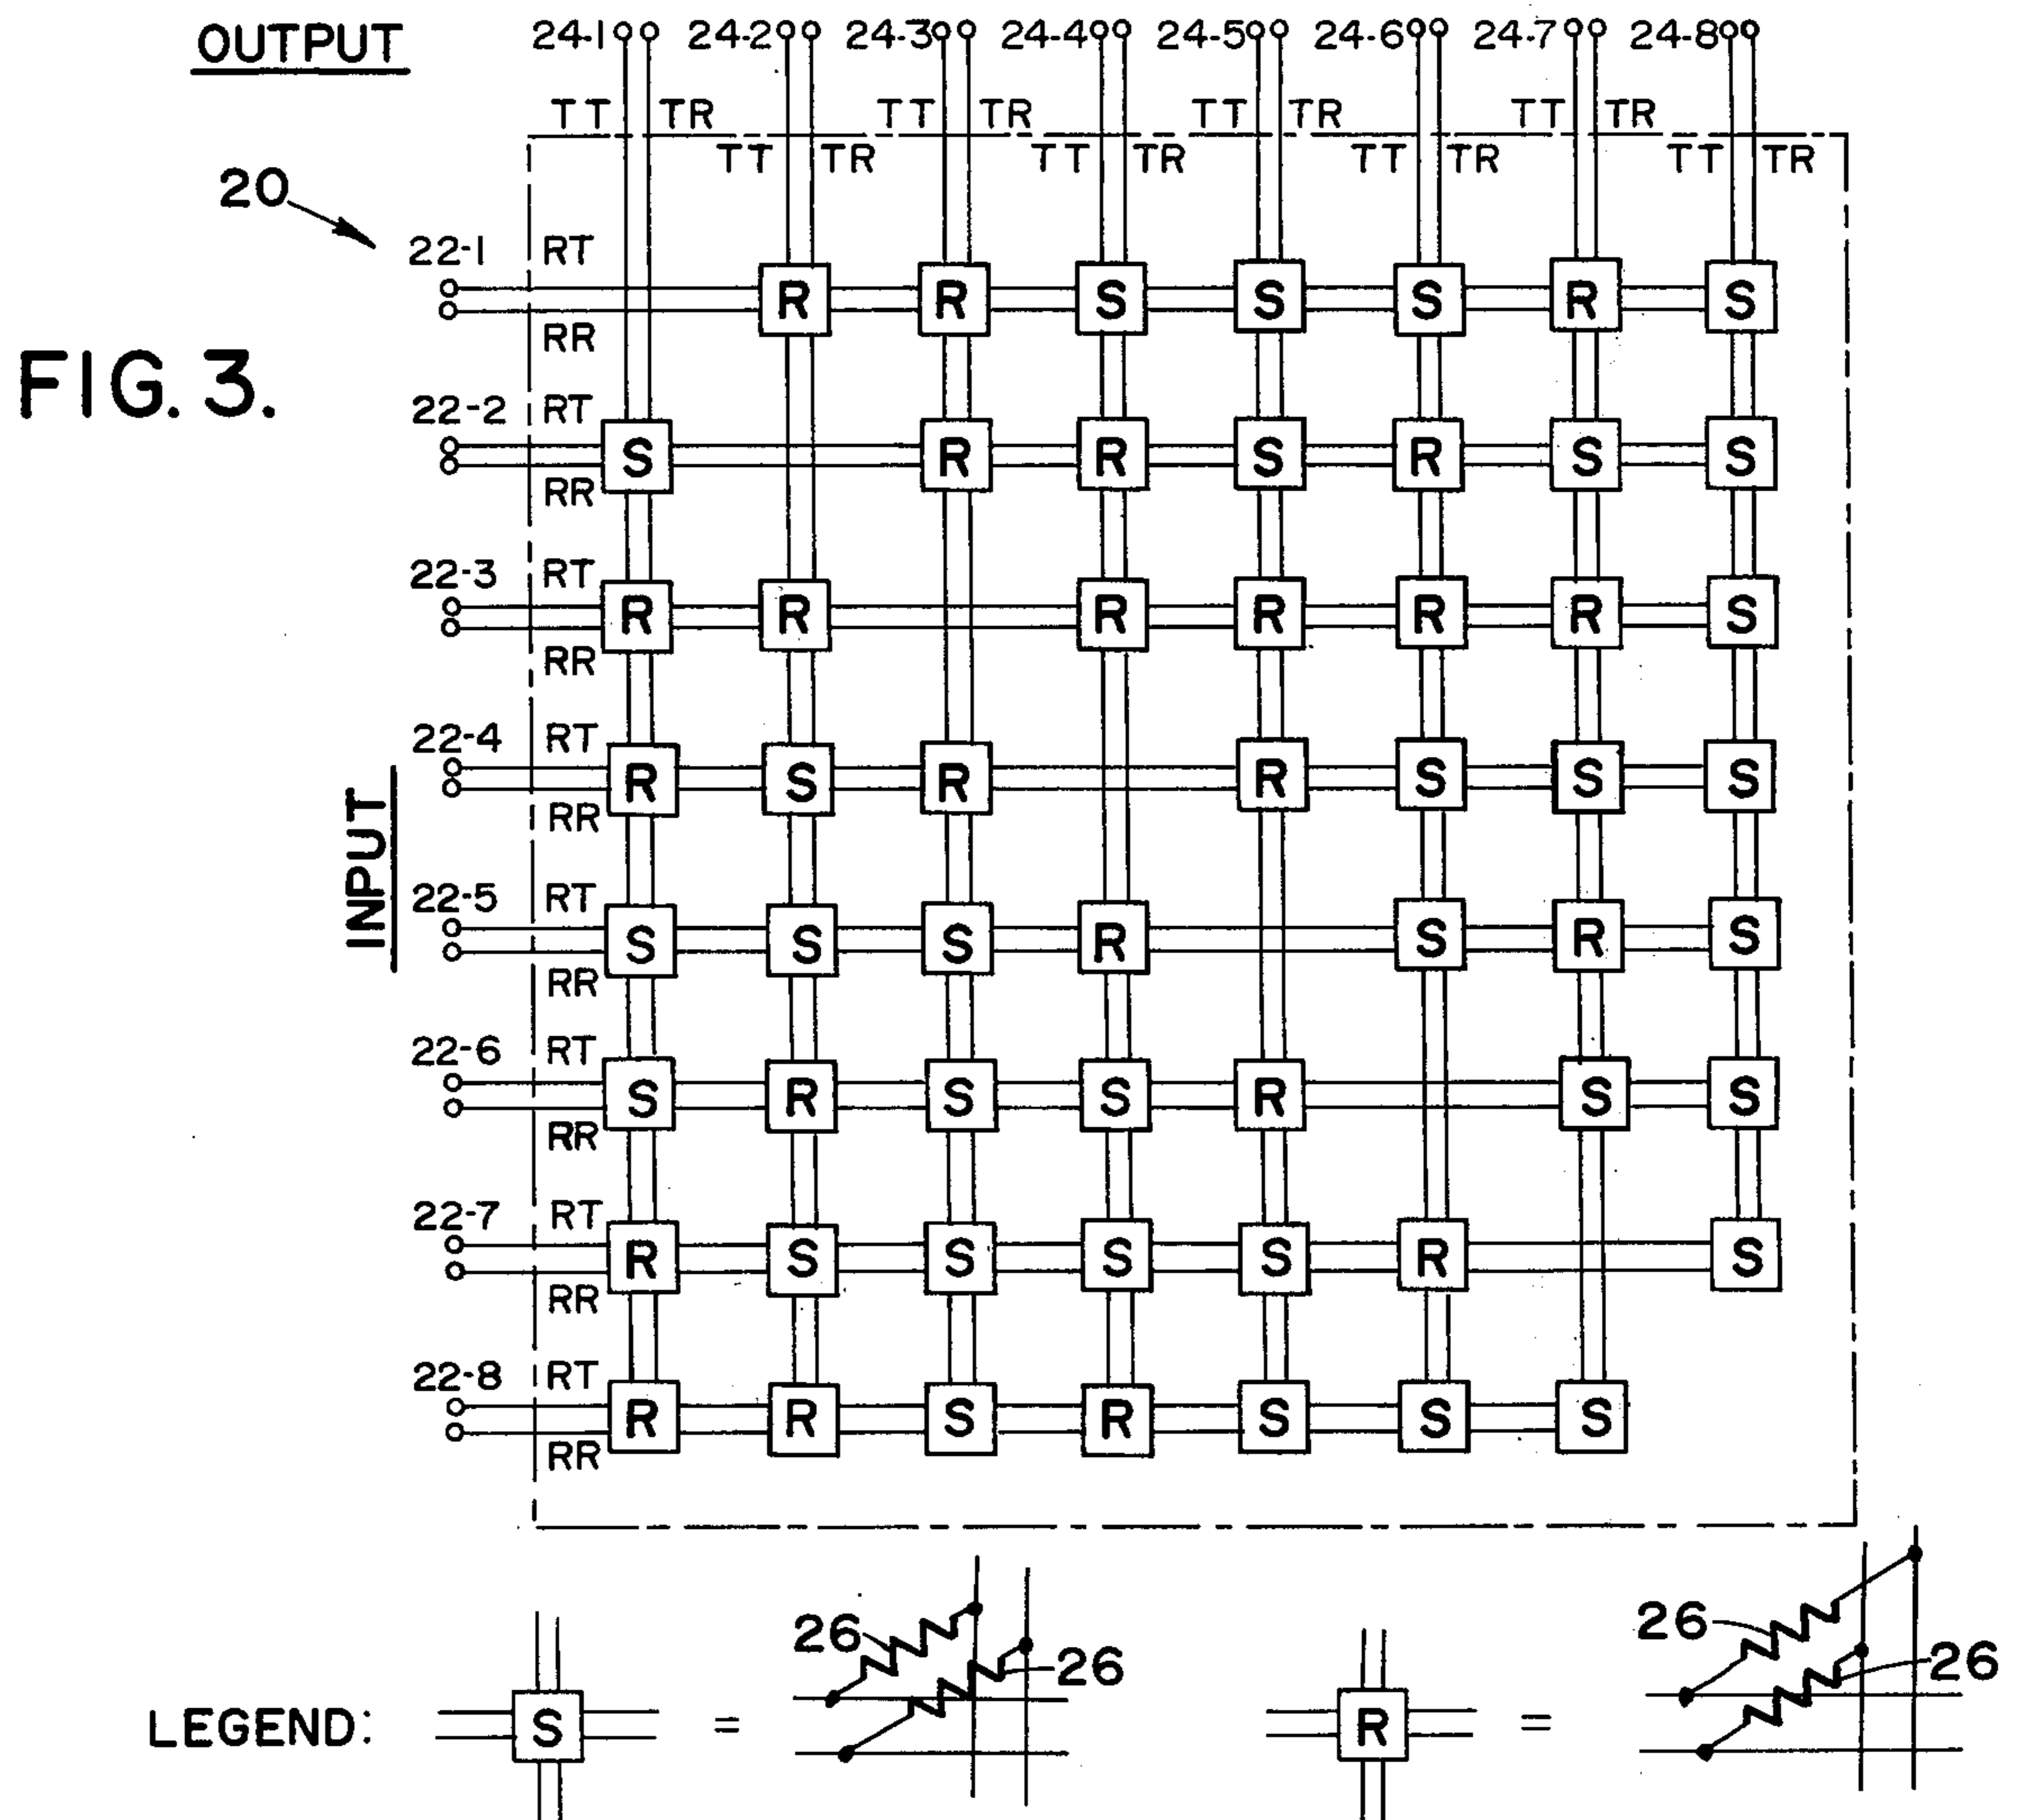 OUTPUT 24-1 24-2 24-3 24-4 24-5 24-6 24-7 24-8
TT TR TT TR TT TR TT TR
TT TR TT TR TT TR TT TR
20
22-1 RT
R R S S S R S
RR
FIG. 3.
22-2 RT
S R R S R S S
RR
22-3 RT
R R R R R R S
RR
22-4 RT
R S R R S S S
RR
INPUT
22-5 RT
S S S R S R S
RR
22-6 RT
S R S S R S S
RR
22-7 RT
R S S S S R S
RR
22-8 RT
R R S R S S S
RR
26 26 26 26
LEGEND: S = R =